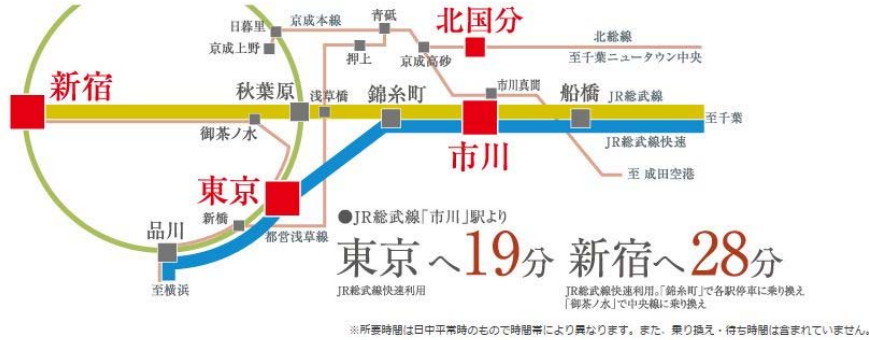 日暮里
京成本線
青砥
北国分
北総線
京成上野
押上
京成高砂
至千葉ニュータウン中央
新宿
秋葉原
浅草橋
錦糸町
市川真間
船橋
JR総武線
至千葉
御茶ノ水
市川
JR総武線快速
東京
至 成田空港
新橋
品川
都営浅草線
至横浜
●JR総武線「市川」駅より
東京へ19分 新宿へ28分
JR総武線快速利用
JR総武線快速利用。「錦糸町」で各駅停車に乗り換え
「御茶ノ水」で中央線に乗り換え
※所要時間は日中平常時のもので時間帯により異なります。また、乗り換え・待ち時間は含まれていません。